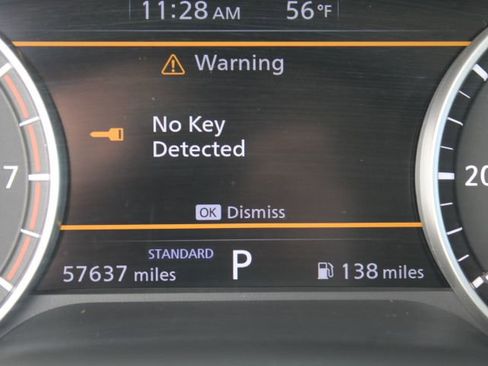 11:28 AM 56°F
Warning
No Key
Detected
OK Dismiss
STANDARD
57637 miles P 138 miles
7
20